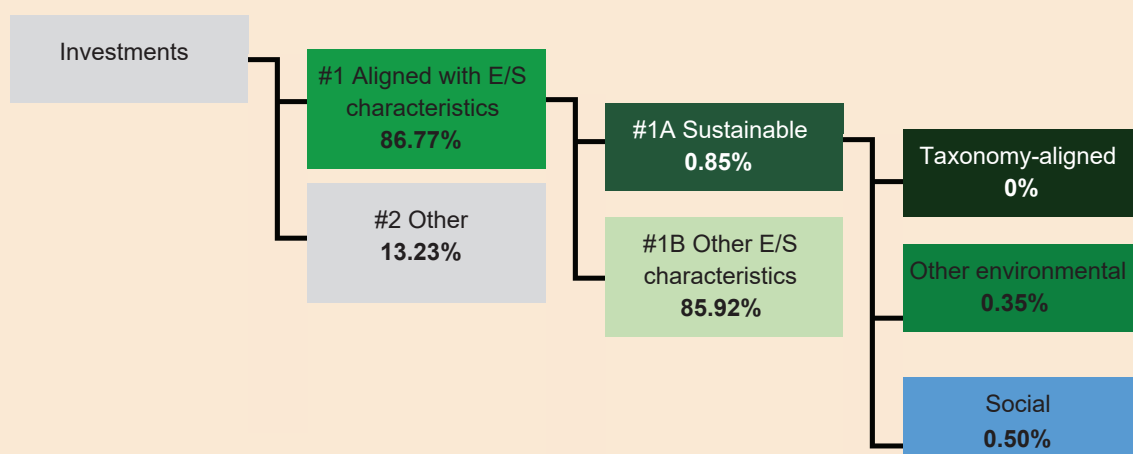 Investments
#1 Aligned with E/S
characteristics
86.77%
#2 Other
13.23%
#1A Sustainable
0.85%
#1B Other E/S
characteristics
85.92%
Taxonomy-aligned
0%
Other environmental
0.35%
Social
0.50%